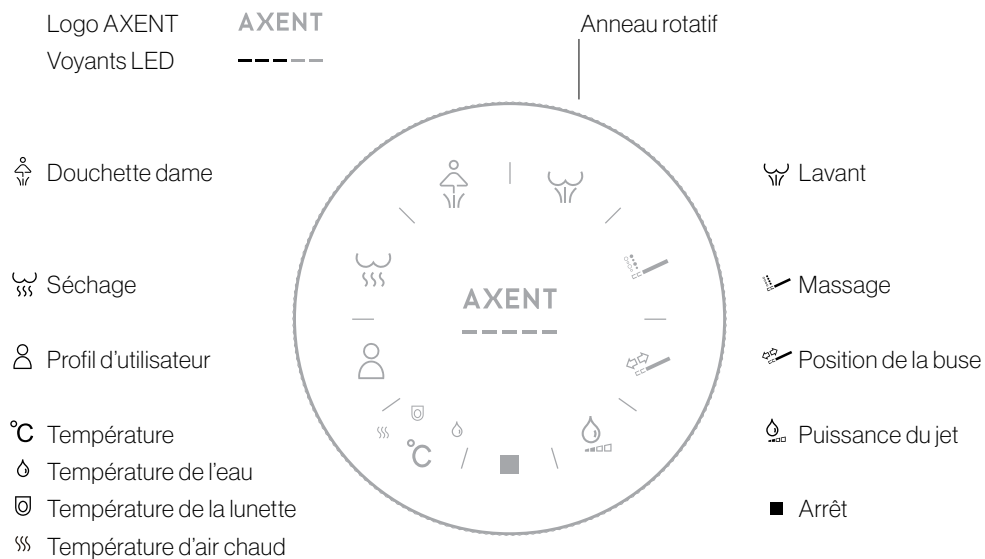 Logo AXENT
AXENT
Anneau rotatif
Voyants LED
Douchette dame
Lavant
Séchage
AXENT
Massage
Profil d'utilisateur
Position de la buse
°C Température
°C
Puissance du jet
Température de l'eau
Température de la lunette
Arrêt
Température d'air chaud